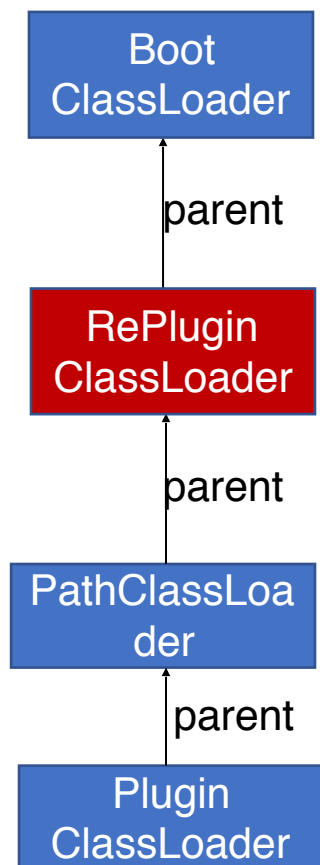 Boot
ClassLoader
parent
RePlugin
ClassLoader
parent
PathClassLoa
der
parent
Plugin
ClassLoader